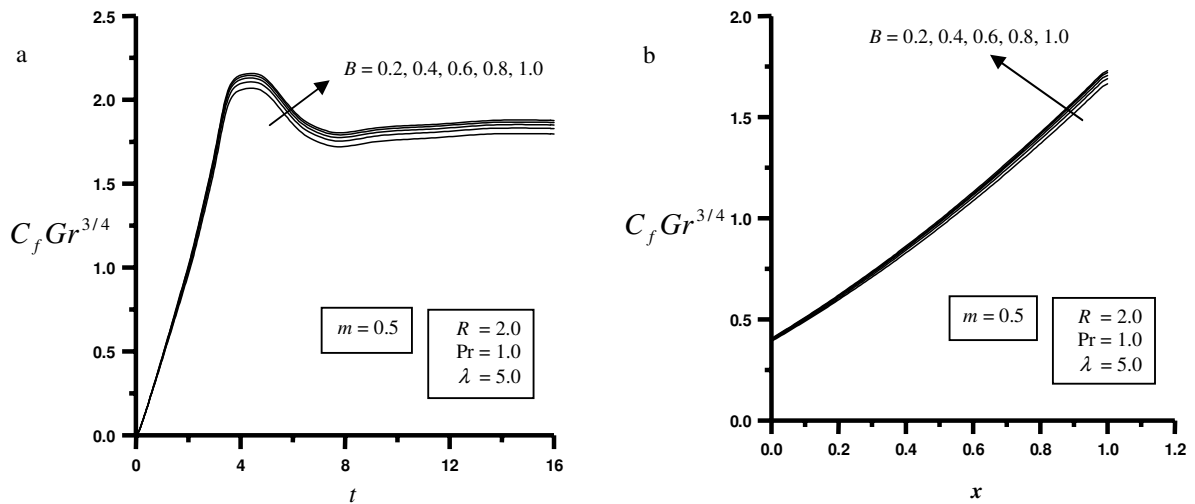 a
2.5
2.0
1.5
1.0
0.5
0.0
C_f Gr^{3/4}
B = 0.2, 0.4, 0.6, 0.8, 1.0
m = 0.5
R = 2.0
Pr = 1.0
λ = 5.0
0 4 8 12 16
t
b
2.0
1.5
1.0
0.5
0.0
C_f Gr^{3/4}
B = 0.2, 0.4, 0.6, 0.8, 1.0
m = 0.5
R = 2.0
Pr = 1.0
λ = 5.0
0.0 0.2 0.4 0.6 0.8 1.0 1.2
x